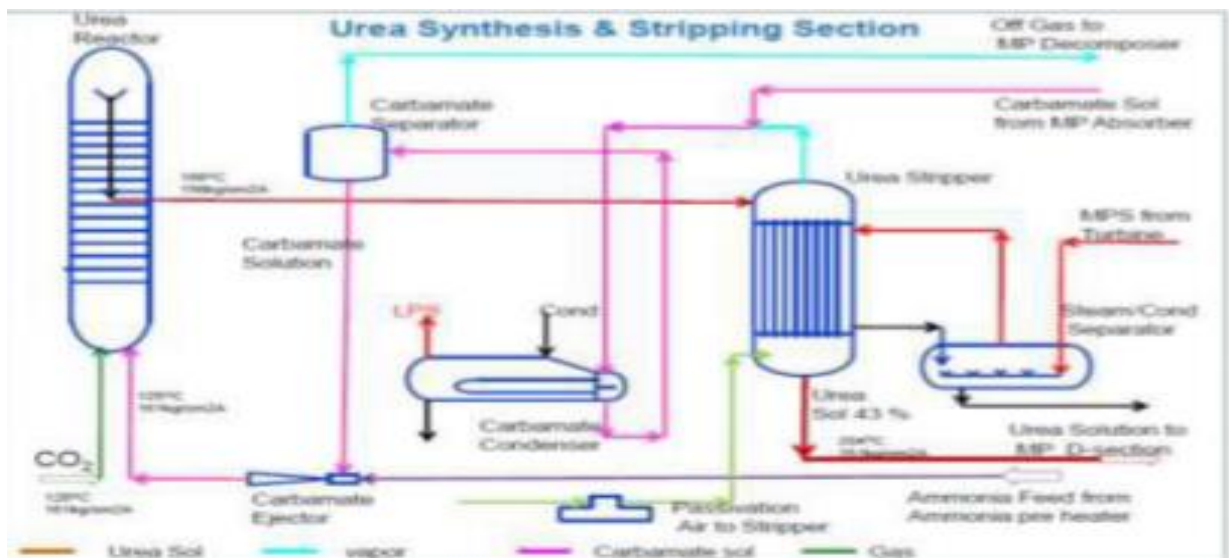 Urea
Reactor
Urea Synthesis & Stripping Section
Off Gas to
MP Decomposer
Carbamate
Separator
Carbamate Sol
from MP Absorber
Urea Stripper
MPS from
Turbine
Carbamate
Solution
LPS
Cond
Steam/Cond
Separator
Carbamate
Condenser
Urea
Sol 43 %
Urea Solution to
MP D-section
CO2
Carbamate
Ejector
Passivation
Air to Stripper
Ammonia Feed from
Ammonia pre heater
Urea Sol
vapor
Carbamate sol
Gas